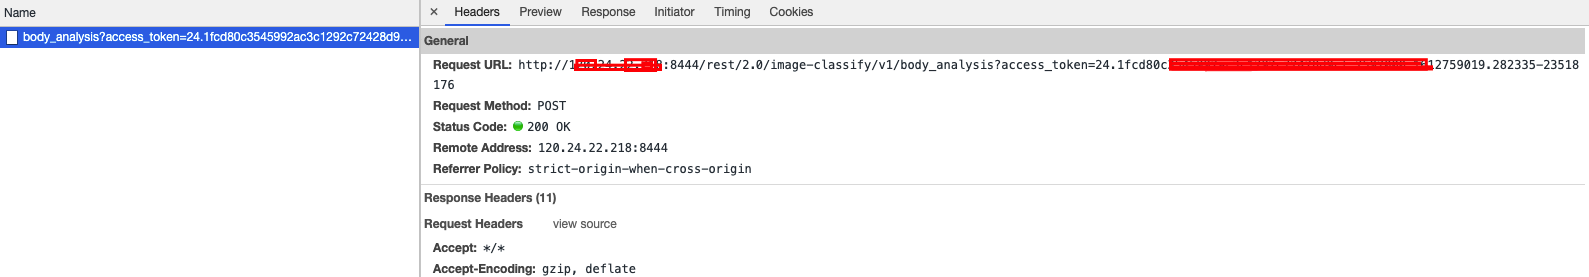 Name
× Headers Preview Response Initiator Timing Cookies
body_analysis?access_token=24.1fcd80c3545992ac3c1292c72428d9...
General
Request URL: http://1 :8444/rest/2.0/image-classify/v1/body_analysis?access_token=24.1fcd80c 12759019.282335-23518
176
Request Method: POST
Status Code: 200 OK
Remote Address: 120.24.22.218:8444
Referrer Policy: strict-origin-when-cross-origin
Response Headers (11)
Request Headers view source
Accept: */*
Accept-Encoding: gzip, deflate